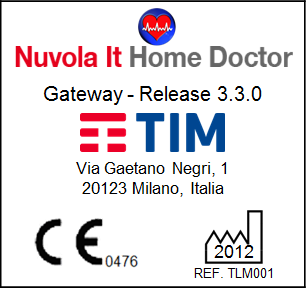 Nuvola It Home Doctor
Gateway - Release 3.3.0
TIM
Via Gaetano Negri, 1
20123 Milano, Italia
CE 0476
2012
REF. TLM001